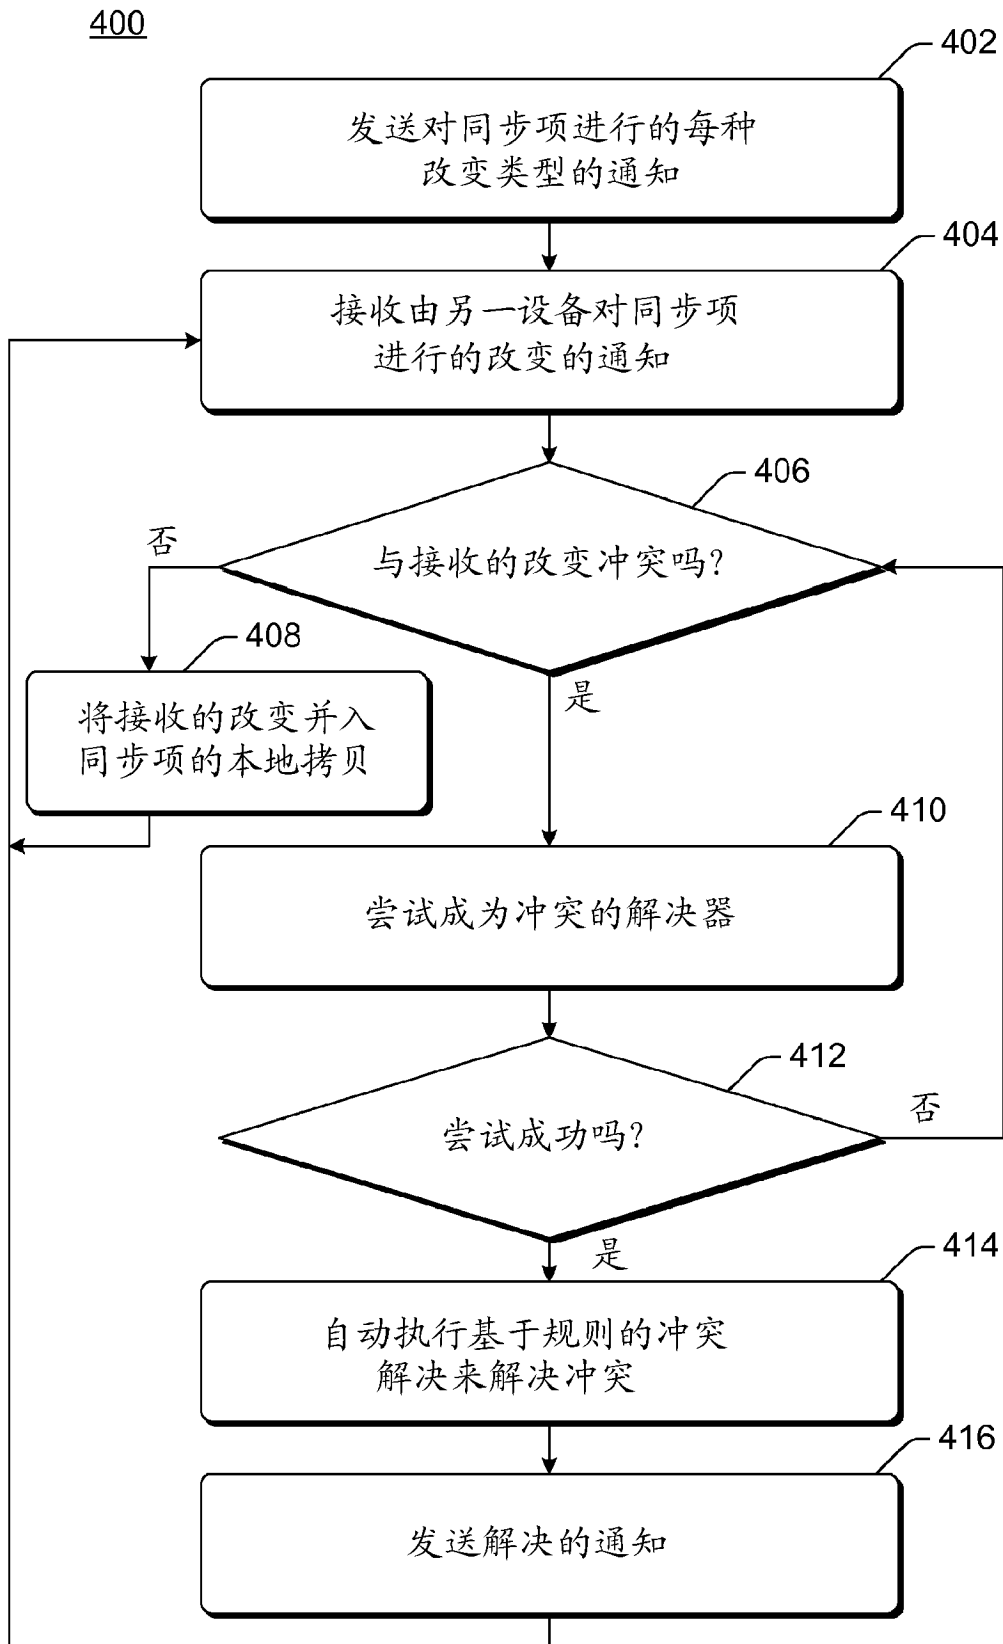 400
402
发送对同步项进行的每种
改变类型的通知
404
接收由另一设备对同步项
进行的改变的通知
406
与接收的改变冲突吗?
否
是
408
将接收的改变并入
同步项的本地拷贝
410
尝试成为冲突的解决器
412
尝试成功吗?
否
是
414
自动执行基于规则的冲突
解决来解决冲突
416
发送解决的通知